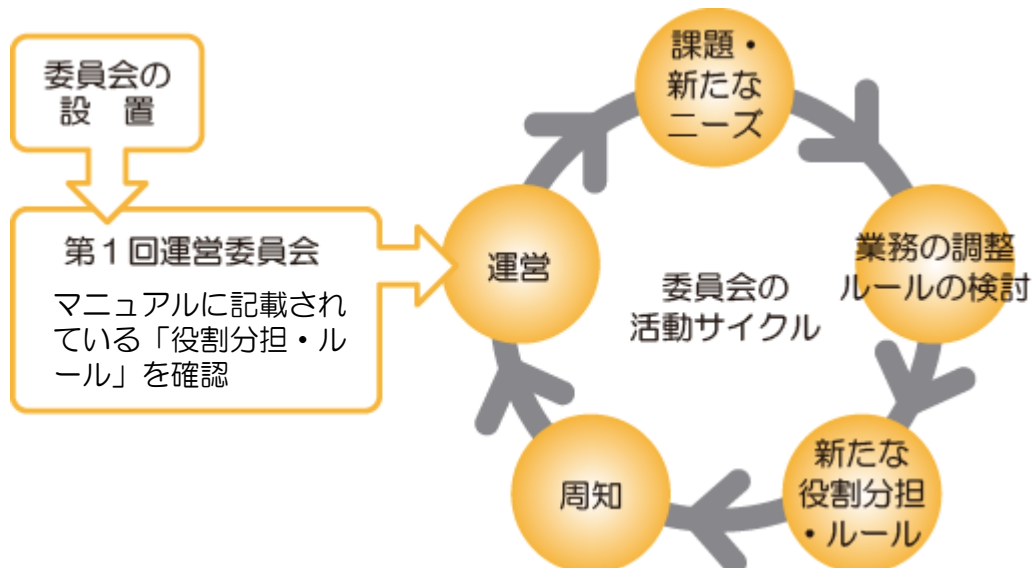 委員会の
設　置
第１回運営委員会
マニュアルに記載され
ている「役割分担・ル
ール」を確認
運営
課題・
新たな
ニーズ
業務の調整
ルールの検討
新たな
役割分担
・ルール
周知
委員会の
活動サイクル